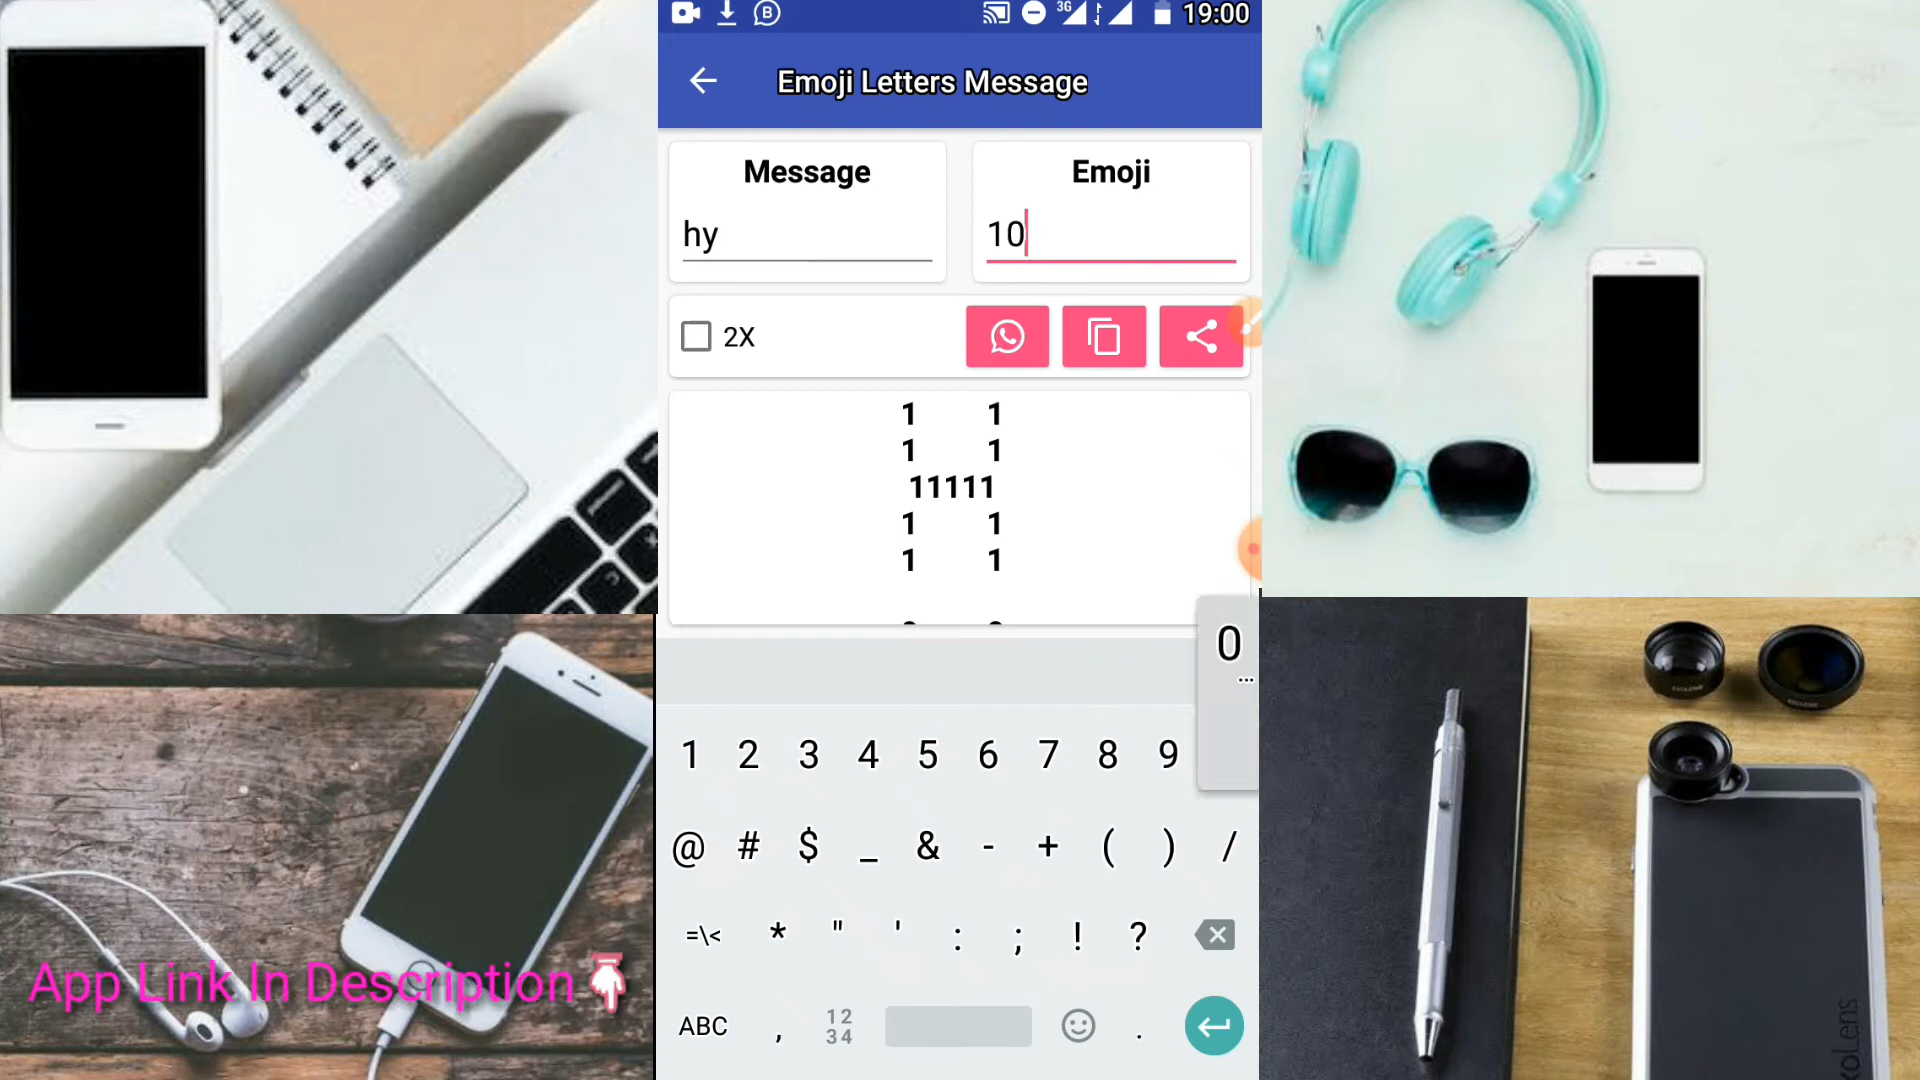 B 3G 19:00
Emoji Letters Message
Message Emoji
hy 10
2X
1 1
1 1
11111
1 1
1 1
0
1 2 3 4 5 6 7 8 9
@ # $ _ & - + ( ) /
=\< * " ' : ; ! ?
ABC , 12 34 .
App Link In Description👇